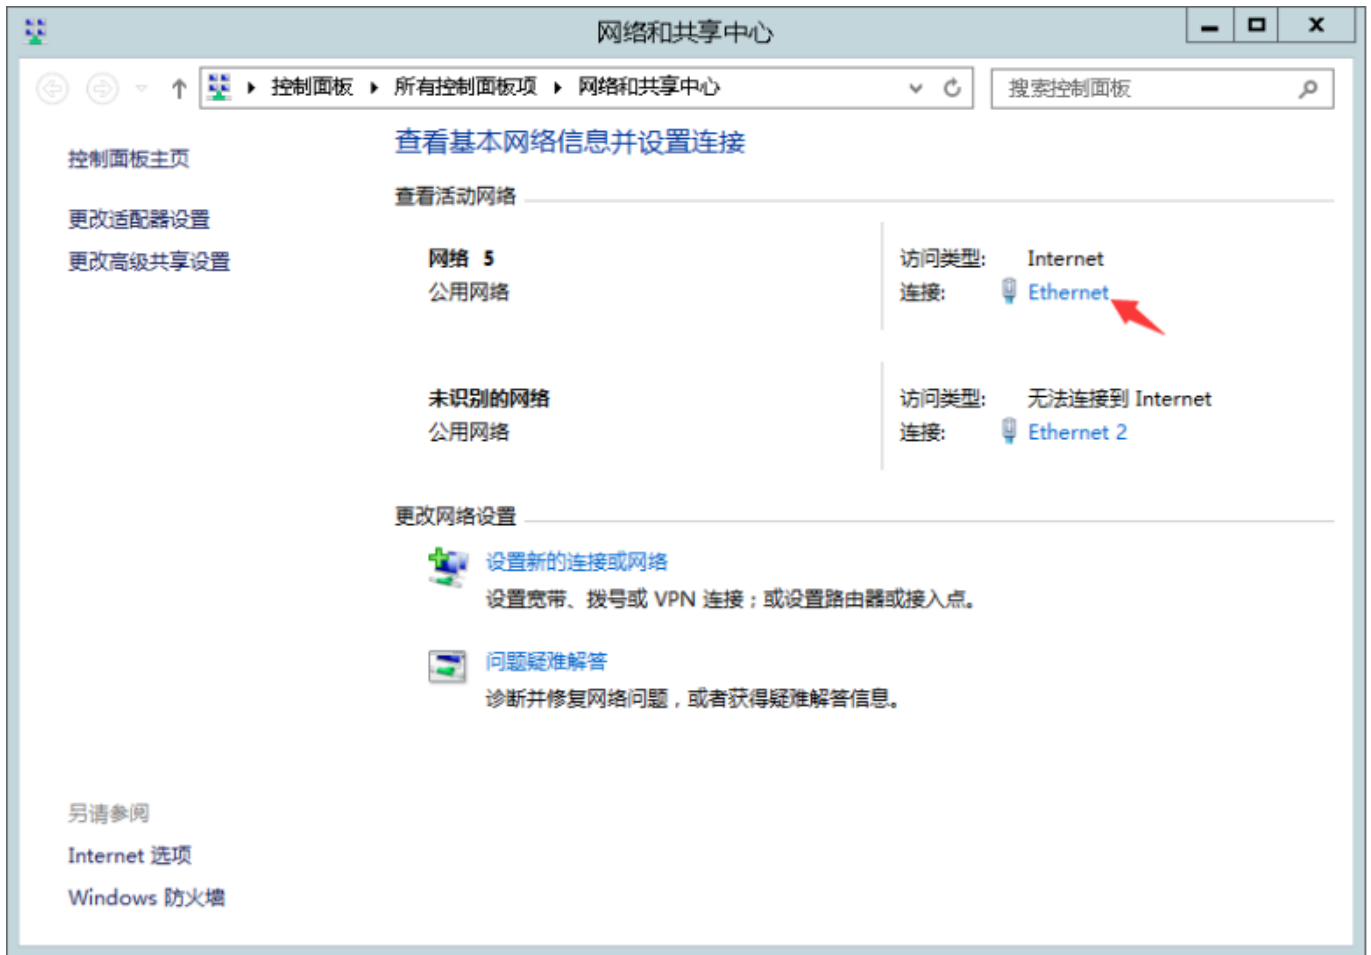 网络和共享中心
控制面板 所有控制面板项 网络和共享中心
搜索控制面板
控制面板主页
更改适配器设置
更改高级共享设置
查看基本网络信息并设置连接
查看活动网络
网络 5
公用网络
访问类型: Internet
连接: Ethernet
未识别的网络
公用网络
访问类型: 无法连接到 Internet
连接: Ethernet 2
更改网络设置
设置新的连接或网络
设置宽带、拨号或 VPN 连接；或设置路由器或接入点。
问题疑难解答
诊断并修复网络问题，或者获得疑难解答信息。
另请参阅
Internet 选项
Windows 防火墙